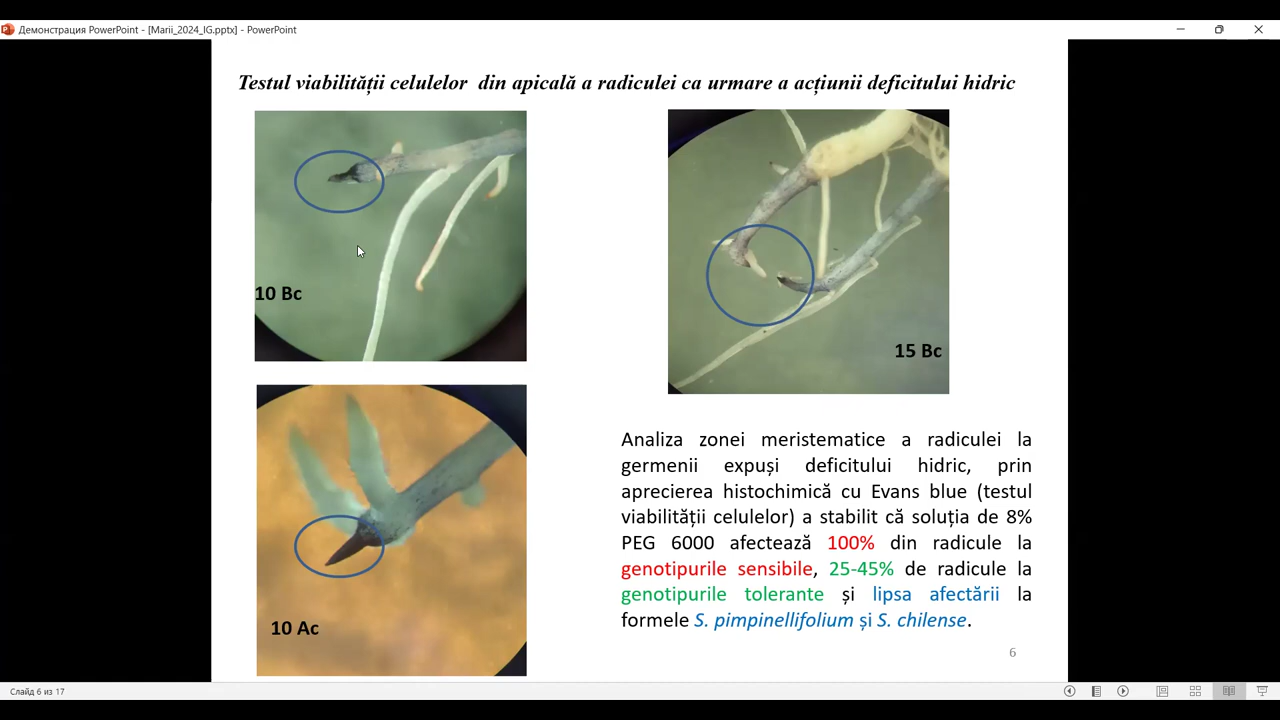 Демонстрация PowerPoint - [Marii_2024_IG.pptx] - PowerPoint
Testul viabilității celulelor din apicală a radiculei ca urmare a acțiunii deficitului hidric
10 Bc
15 Bc
10 Ac
Analiza zonei meristematice a radiculei la
germenii expuși deficitului hidric, prin
aprecierea histochimică cu Evans blue (testul
viabilității celulelor) a stabilit că soluția de 8%
PEG 6000 afectează 100% din radicule la
genotipurile sensibile, 25-45% de radicule la
genotipurile tolerante și lipsa afectării la
formele S. pimpinellifolium și S. chilense.
6
Слайд 6 из 17